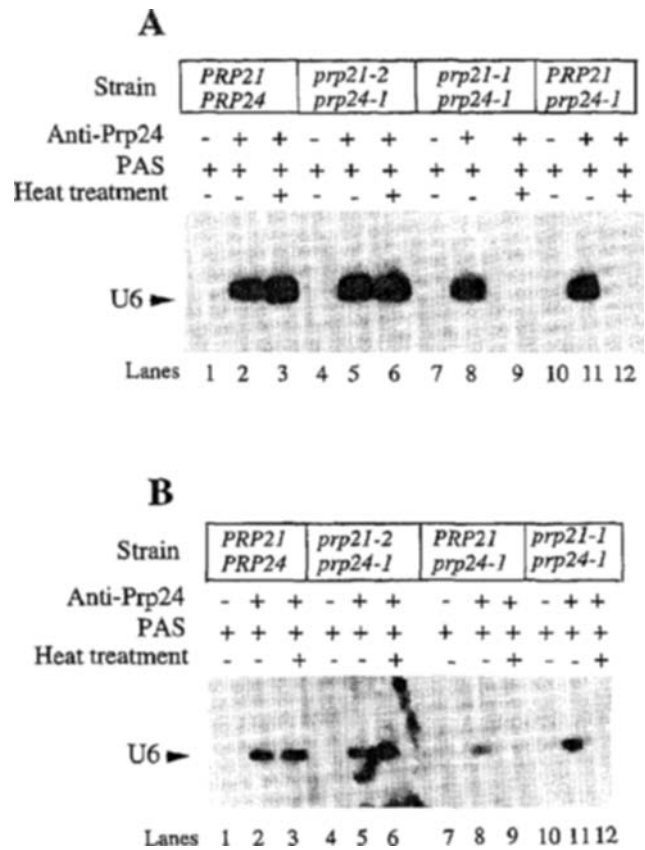 A
Strain
PRP21 prp21-2 prp21-1 PRP21
PRP24 prp24-1 prp24-1 prp24-1
Anti-Prp24 - + + - + + - + + - + +
PAS + + + + + + + + + + + +
Heat treatment - - + - - + - - + - - +
U6
Lanes 1 2 3 4 5 6 7 8 9 10 11 12
B
Strain
PRP21 prp21-2 PRP21 prp21-1
PRP24 prp24-1 prp24-1 prp24-1
Anti-Prp24 - + + - + + - + + - + +
PAS + + + + + + + + + + + +
Heat treatment - - + - - + - - + - - +
U6
Lanes 1 2 3 4 5 6 7 8 9 10 11 12